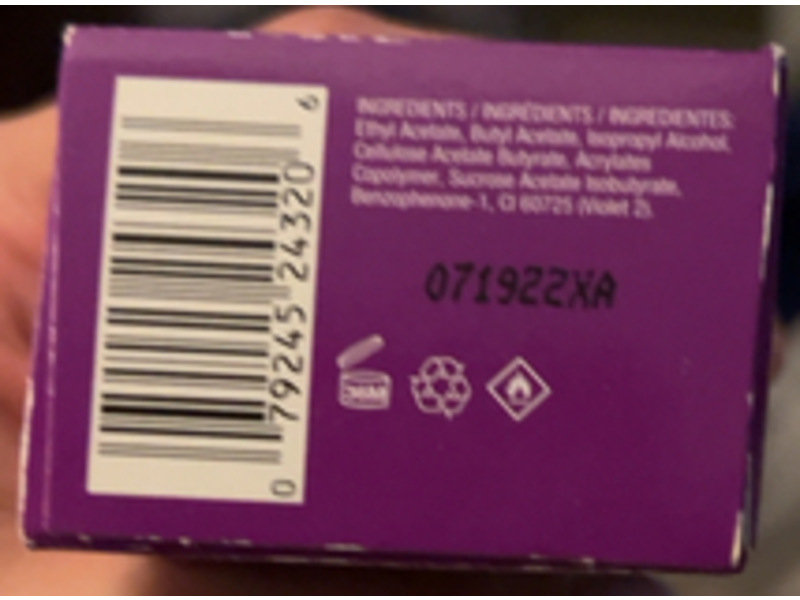 INGREDIENTS / INGRÉDIENTS / INGREDIENTES:
Ethyl Acetate, Butyl Acetate, Isopropyl Alcohol,
Cellulose Acetate Butyrate, Acrylates
Copolymer, Sucrose Acetate Isobutyrate,
Benzophenone-1, CI 60725 (Violet 2).
071922XA
0 79245 24320 6